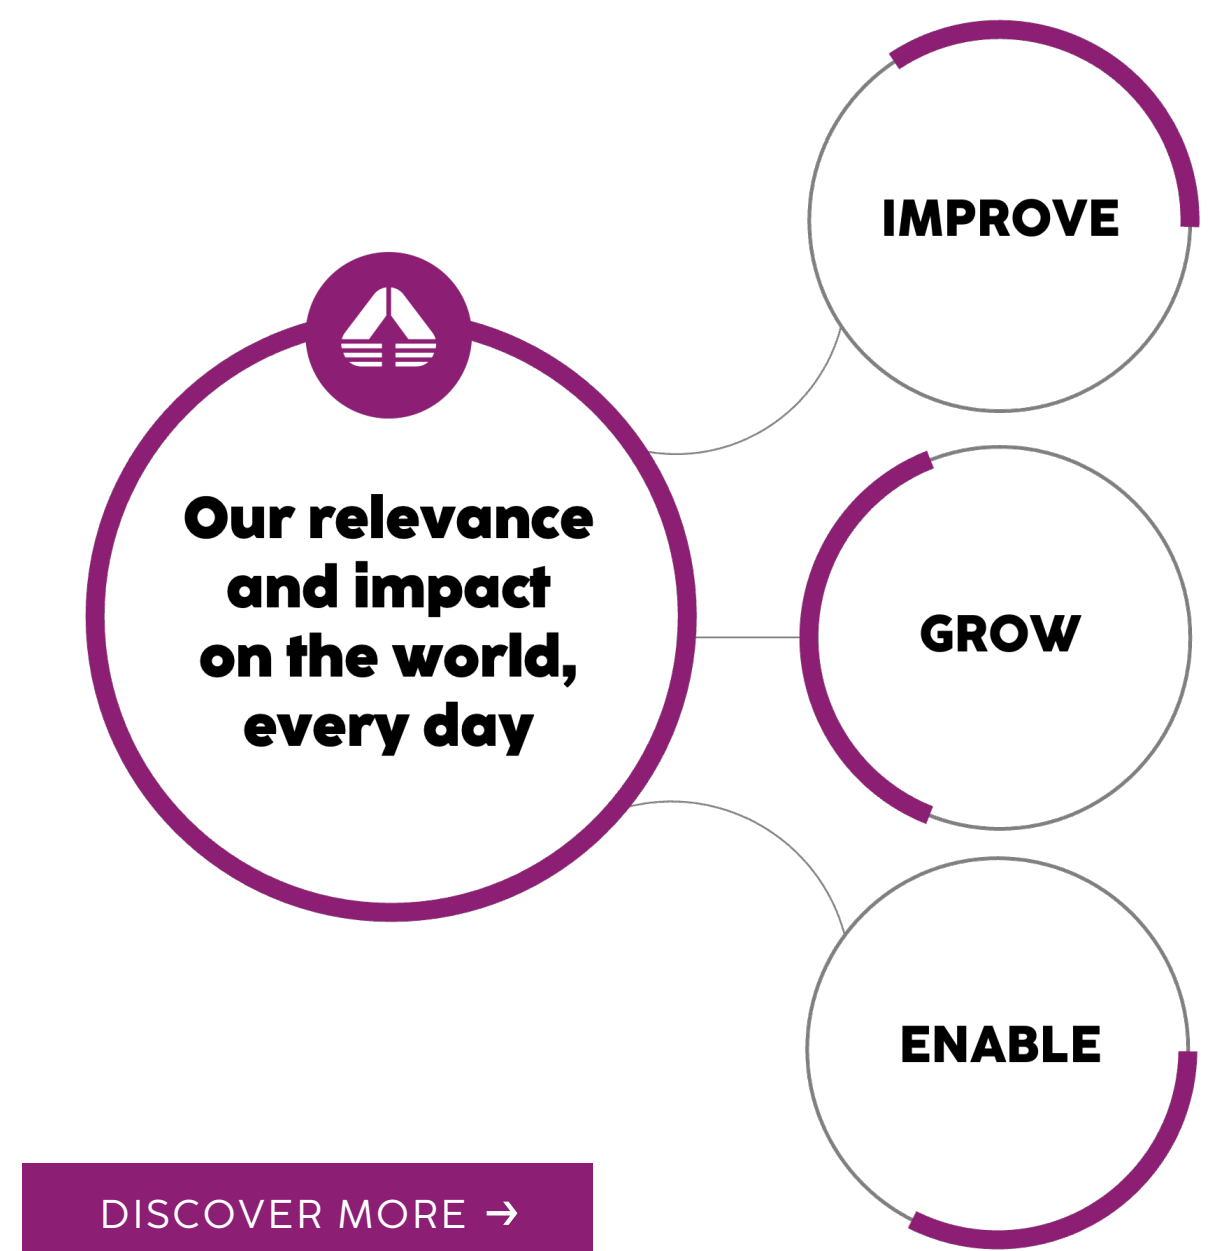 Our relevance
and impact
on the world,
every day
IMPROVE
GROW
ENABLE
DISCOVER MORE →